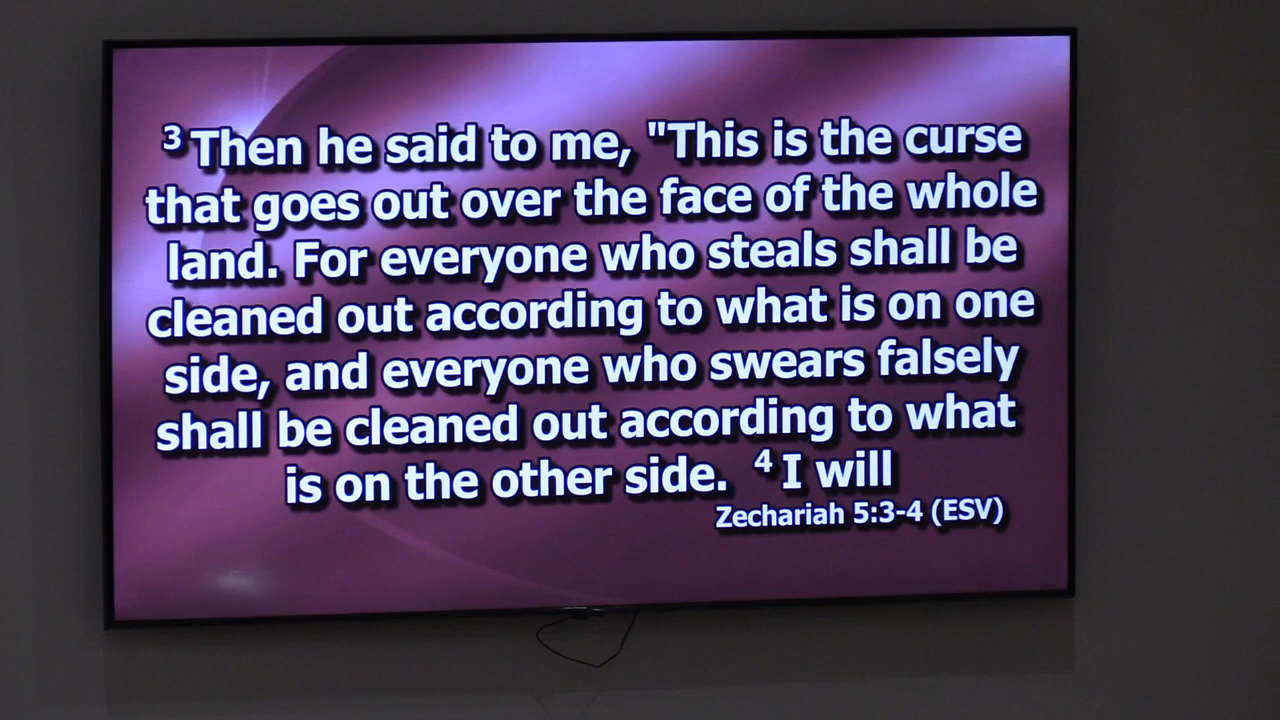 3 Then he said to me, "This is the curse
that goes out over the face of the whole
land. For everyone who steals shall be
cleaned out according to what is on one
side, and everyone who swears falsely
shall be cleaned out according to what
is on the other side. 4 I will
Zechariah 5:3-4 (ESV)